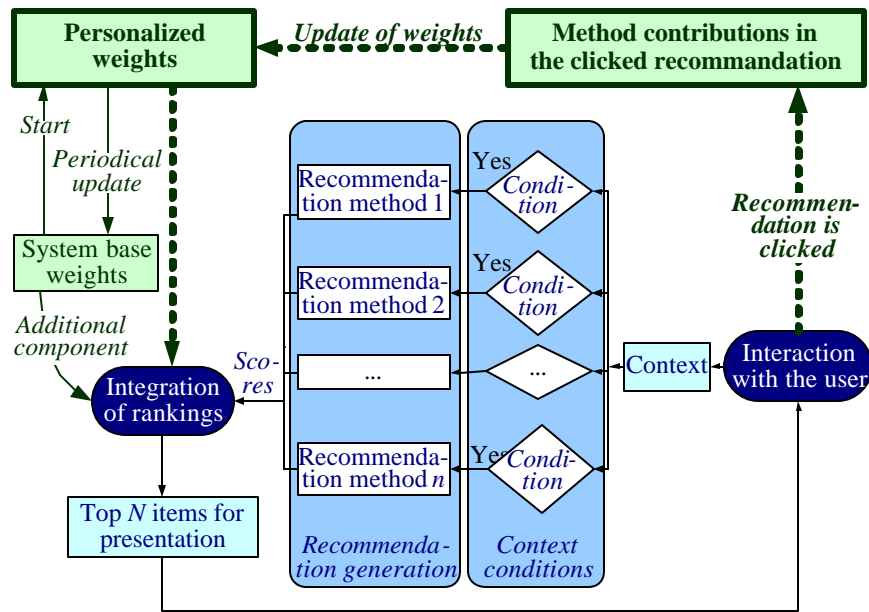 Personalized
weights
Update of weights
Method contributions in
the clicked recommandation
Start
Periodical
update
System base
weights
Additional
component
Integration
of rankings
Sco-
res
Top N items for
presentation
Recommenda-
tion method 1
Recommenda-
tion method 2
...
Recommenda-
tion method n
Recommenda-
tion generation
Yes
Condi-
tion
Yes
Condi-
tion
...
Yes
Condi-
tion
Context
conditions
Context
Interaction
with the user
Recommen-
dation is
clicked